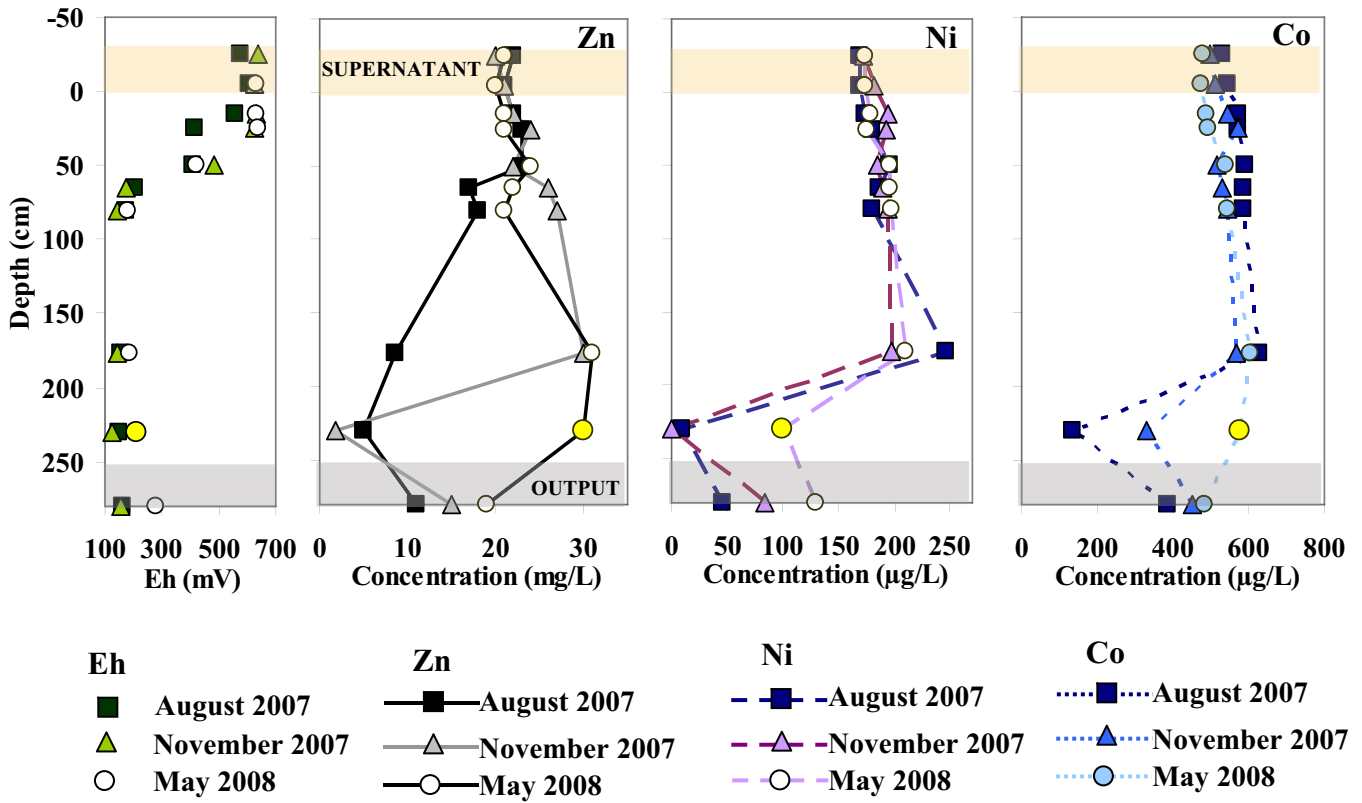 -50
0
50
100
150
200
250
Depth (cm)
Zn
Ni
Co
SUPERNATANT
OUTPUT
100 300 500 700
0 10 20 30
0 50 100 150 200 250
0 200 400 600 800
Eh (mV)
Concentration (mg/L)
Concentration (µg/L)
Concentration (µg/L)
Eh
August 2007
November 2007
May 2008
Zn
August 2007
November 2007
May 2008
Ni
August 2007
November 2007
May 2008
Co
August 2007
November 2007
May 2008